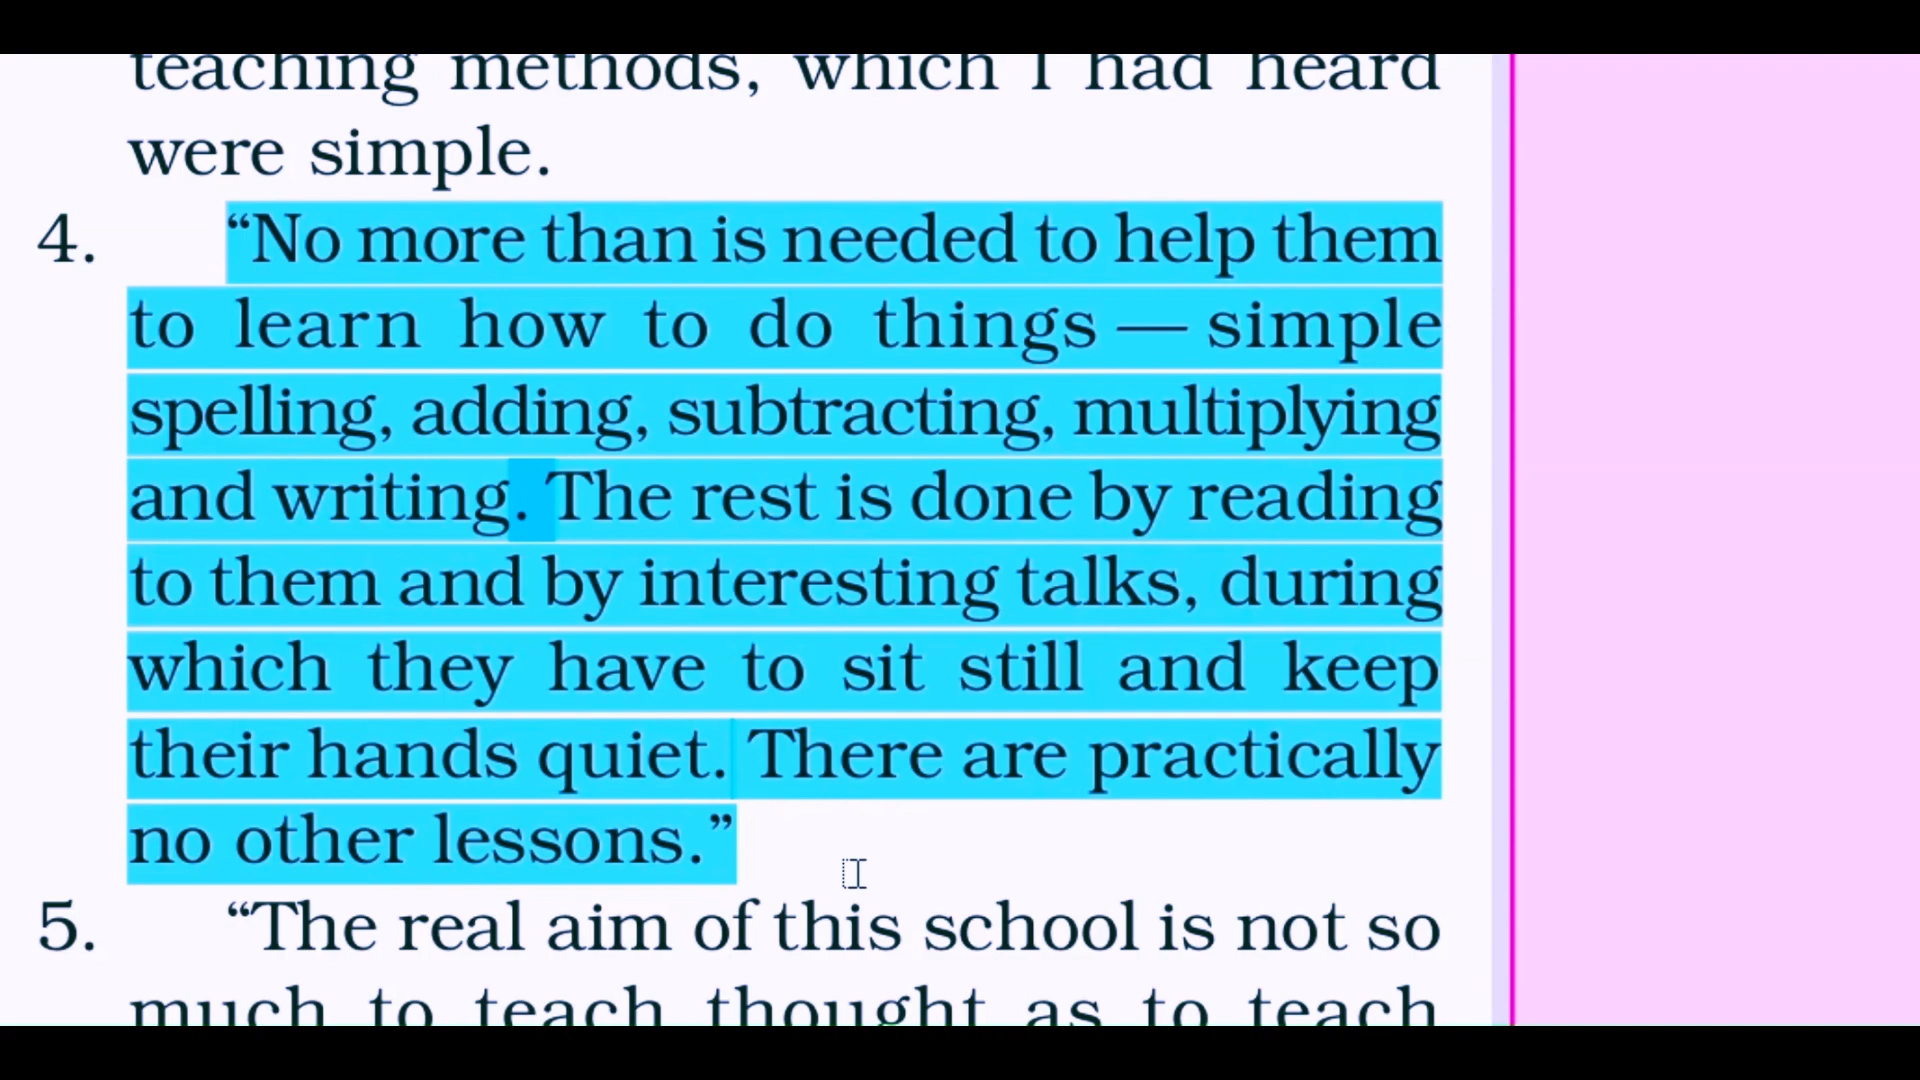 teaching methods, which I had heard
were simple.
4. “No more than is needed to help them
to learn how to do things — simple
spelling, adding, subtracting, multiplying
and writing. The rest is done by reading
to them and by interesting talks, during
which they have to sit still and keep
their hands quiet. There are practically
no other lessons.”
5. “The real aim of this school is not so
much to teach thought as to teach